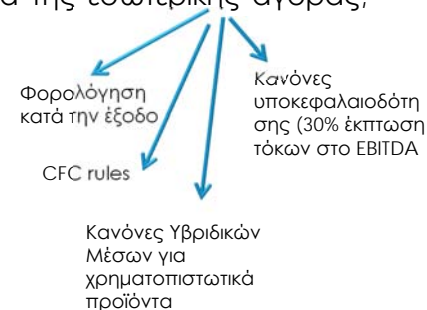 α της εσωτερικής αγοράς;
Φορολόγηση
κατά την έξοδο
Κανόνες
υποκεφαλαιοδότη
σης (30% έκπτωση
τόκων στο EBITDA
CFC rules
Κανόνες Υβριδικών
Μέσων για
χρηματοπιστωτικά
προϊόντα